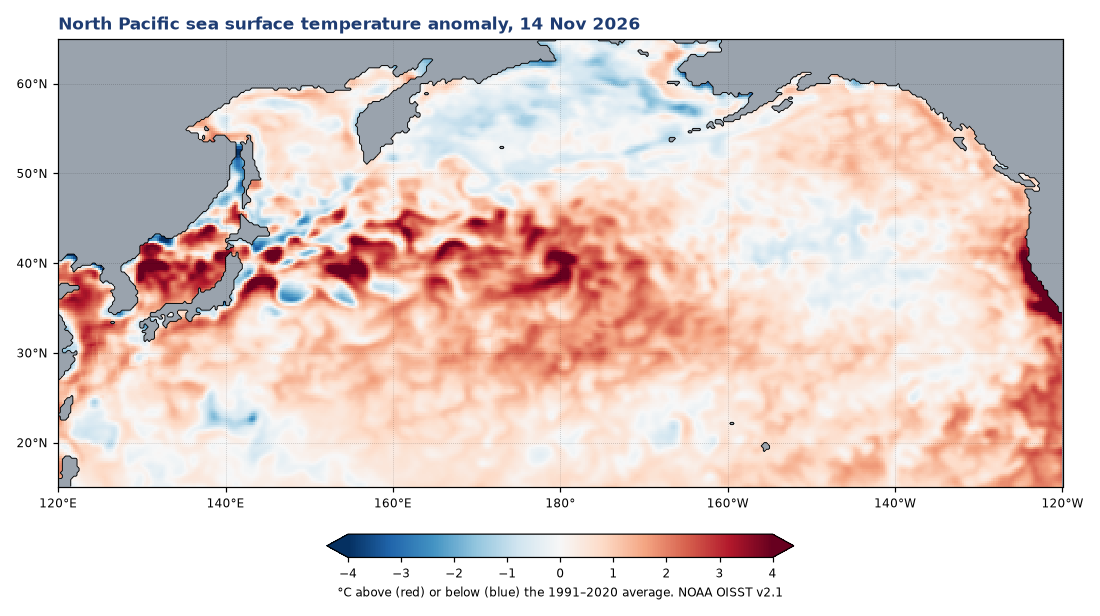 North Pacific sea surface temperature anomaly, 14 Nov 2026
60°N
50°N
40°N
30°N
20°N
120°E 140°E 160°E 180° 160°W 140°W 120°W
−4 −3 −2 −1 0 1 2 3 4
°C above (red) or below (blue) the 1991–2020 average. NOAA OISST v2.1